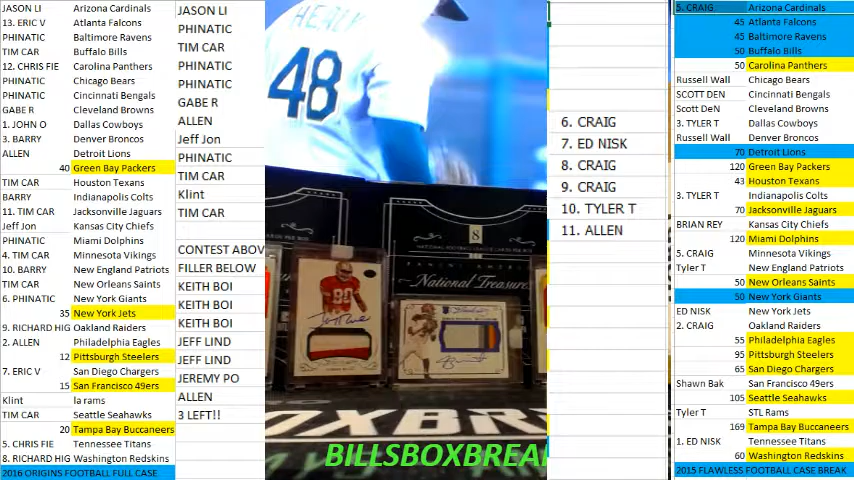 JASON LI Arizona Cardinals
13. ERIC V Atlanta Falcons
PHINATIC Baltimore Ravens
TIM CAR Buffalo Bills
12. CHRIS FIE Carolina Panthers
PHINATIC Chicago Bears
PHINATIC Cincinnati Bengals
GABE R Cleveland Browns
1. JOHN O Dallas Cowboys
3. BARRY Denver Broncos
ALLEN Detroit Lions
40 Green Bay Packers
TIM CAR Houston Texans
BARRY Indianapolis Colts
11. TIM CAR Jacksonville Jaguars
Jeff Jon Kansas City Chiefs
PHINATIC Miami Dolphins
4. TIM CAR Minnesota Vikings
10. BARRY New England Patriots
TIM CAR New Orleans Saints
6. PHINATIC New York Giants
35 New York Jets
9. RICHARD HIG Oakland Raiders
2. ALLEN Philadelphia Eagles
12 Pittsburgh Steelers
7. ERIC V San Diego Chargers
15 San Francisco 49ers
Klint la rams
TIM CAR Seattle Seahawks
20 Tampa Bay Buccaneers
5. CHRIS FIE Tennessee Titans
8. RICHARD HIG Washington Redskins
2016 ORIGINS FOOTBALL FULL CASE
JASON LI
PHINATIC
TIM CAR
PHINATIC
PHINATIC
GABE R
ALLEN
Jeff Jon
PHINATIC
TIM CAR
Klint
TIM CAR
CONTEST ABOV
FILLER BELOW
KEITH BOI
KEITH BOI
KEITH BOI
JEFF LIND
JEFF LIND
JEREMY PO
ALLEN
3 LEFT!!
HEALY
48
8
National Treasures
80
OXBR
BILLSBOXBREA
6. CRAIG
7. ED NISK
8. CRAIG
9. CRAIG
10. TYLER T
11. ALLEN
5. CRAIG Arizona Cardinals
45 Atlanta Falcons
45 Baltimore Ravens
50 Buffalo Bills
50 Carolina Panthers
Russell Wall Chicago Bears
SCOTT DeN Cincinnati Bengals
Scott DeN Cleveland Browns
3. TYLER T Dallas Cowboys
Russell Wall Denver Broncos
70 Detroit Lions
120 Green Bay Packers
43 Houston Texans
3. TYLER T Indianapolis Colts
70 Jacksonville Jaguars
BRIAN REY Kansas City Chiefs
120 Miami Dolphins
5. CRAIG Minnesota Vikings
Tyler T New England Patriots
50 New Orleans Saints
50 New York Giants
ED NISK New York Jets
2. CRAIG Oakland Raiders
55 Philadelphia Eagles
95 Pittsburgh Steelers
65 San Diego Chargers
Shawn Bak San Francisco 49ers
105 Seattle Seahawks
Tyler T STL Rams
169 Tampa Bay Buccaneers
1. ED NISK Tennessee Titans
60 Washington Redskins
2015 FLAWLESS FOOTBALL CASE BREAK